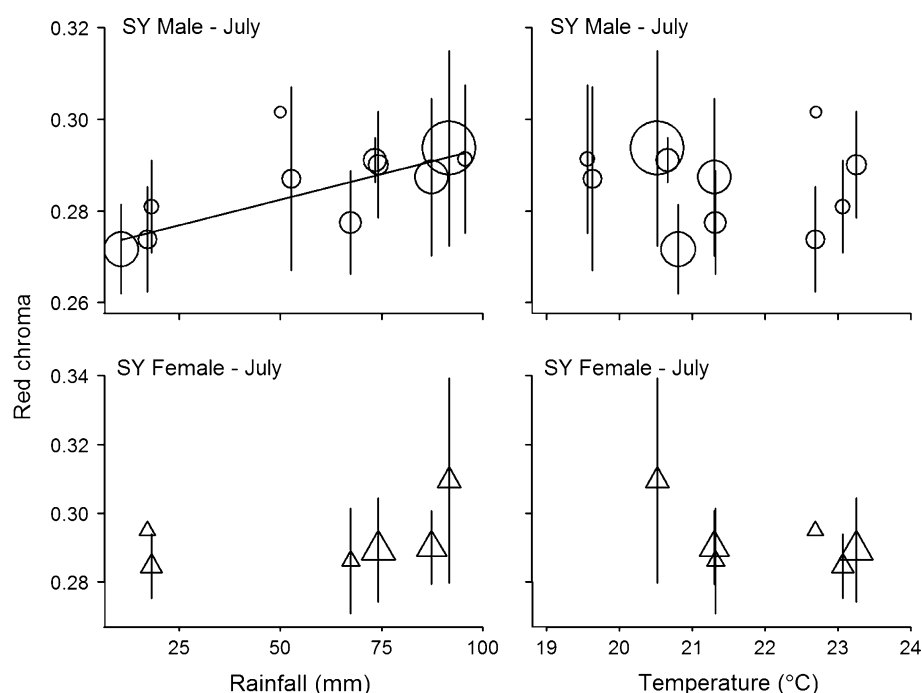 SY Male - July
SY Male - July
0.32
0.30
0.28
0.26
SY Female - July
SY Female - July
0.34
0.32
0.30
0.28
Red chroma
25
50
75
100
19
20
21
22
23
24
Rainfall (mm)
Temperature (°C)